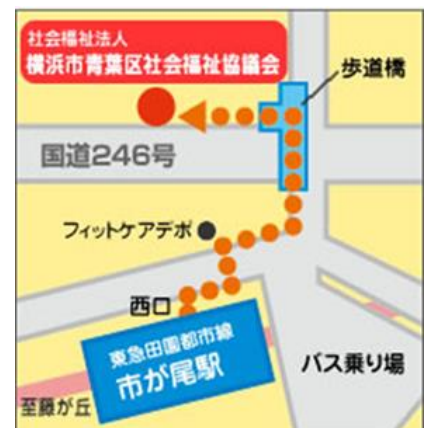 社会福祉法人
横浜市青葉区社会福祉協議会
歩道橋
国道246号
フィットケアデポ
西口
東急田園都市線
市が尾駅
バス乗り場
至藤が丘